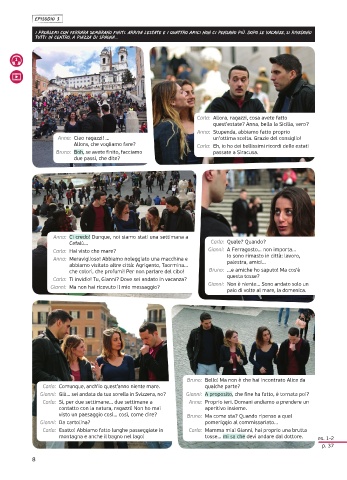 EPISODIO 3
I PROBLEMI CON FERRARA SEMBRANO FINITI. ARRIVA L'ESTATE E I QUATTRO AMICI NON CI PENSANO PIÙ. DOPO LE VACANZE, SI RIVEDONO
TUTTI IN CENTRO, A PIAZZA DI SPAGNA...
Anna: Ciao ragazzi! ...
Allora, che vogliamo fare?
Bruno: Boh, se avete finito, facciamo
due passi, che dite?
Carla: Allora, ragazzi, cosa avete fatto
quest'estate? Anna, bella la Sicilia, vero?
Anna: Stupenda, abbiamo fatto proprio
un'ottima scelta. Grazie del consiglio!
Carla: Eh, io ho dei bellissimi ricordi delle estati
passate a Siracusa.
Anna: Ci credo! Dunque, noi siamo stati una settimana a
Cefalù...
Carla: Hai visto che mare?
Anna: Meraviglioso! Abbiamo noleggiato una macchina e
abbiamo visitato altre città: Agrigento, Taormina...
che colori, che profumi! Per non parlare del cibo!
Carla: Ti invidio! Tu, Gianni? Dove sei andato in vacanza?
Gianni: Ma non hai ricevuto il mio messaggio?
Carla: Quale? Quando?
Gianni: A Ferragosto... non importa...
Io sono rimasto in città: lavoro,
palestra, amici...
Bruno: ...e amiche ho saputo! Ma cos'è
questa tosse?
Gianni: Non è niente... Sono andato solo un
paio di volte al mare, la domenica.
Carla: Comunque, anch'io quest'anno niente mare.
Gianni: Già... sei andata da tua sorella in Svizzera, no?
Carla: Sì, per due settimane... due settimane a
contatto con la natura, ragazzi! Non ho mai
visto un paesaggio così... così, come dire?
Gianni: Da cartolina?
Carla: Esatto! Abbiamo fatto lunghe passeggiate in
montagna e anche il bagno nel lago!
Bruno: Bello! Ma non è che hai incontrato Alice da
qualche parte?
Gianni: A proposito, che fine ha fatto, è tornata poi?
Anna: Proprio ieri. Domani andiamo a prendere un
aperitivo insieme.
Bruno: Ma come sta? Quando ripenso a quel
pomeriggio al commissariato...
Carla: Mamma mia! Gianni, hai proprio una brutta
tosse... mi sa che devi andare dal dottore.
es. 1-2
p. 37
8